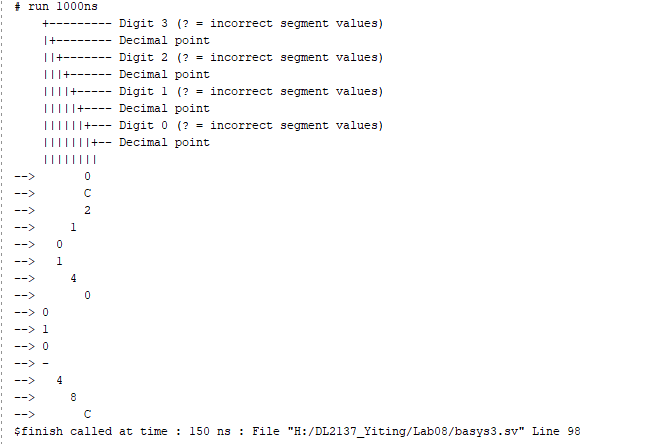 # run 1000ns
    +--------- Digit 3 (? = incorrect segment values)
    |+-------- Decimal point
    ||+------- Digit 2 (? = incorrect segment values)
    |||+------ Decimal point
    ||||+----- Digit 1 (? = incorrect segment values)
    |||||+---- Decimal point
    ||||||+--- Digit 0 (? = incorrect segment values)
    |||||||+-- Decimal point
    ||||||||
-->       0
-->       C
-->       2
-->     1
-->   0
-->   1
-->     4
-->       0
--> 0
--> 1
--> 0
--> -
-->   4
-->     8
-->       C
$finish called at time : 150 ns : File "H:/DL2137_Yiting/Lab08/basys3.sv" Line 98